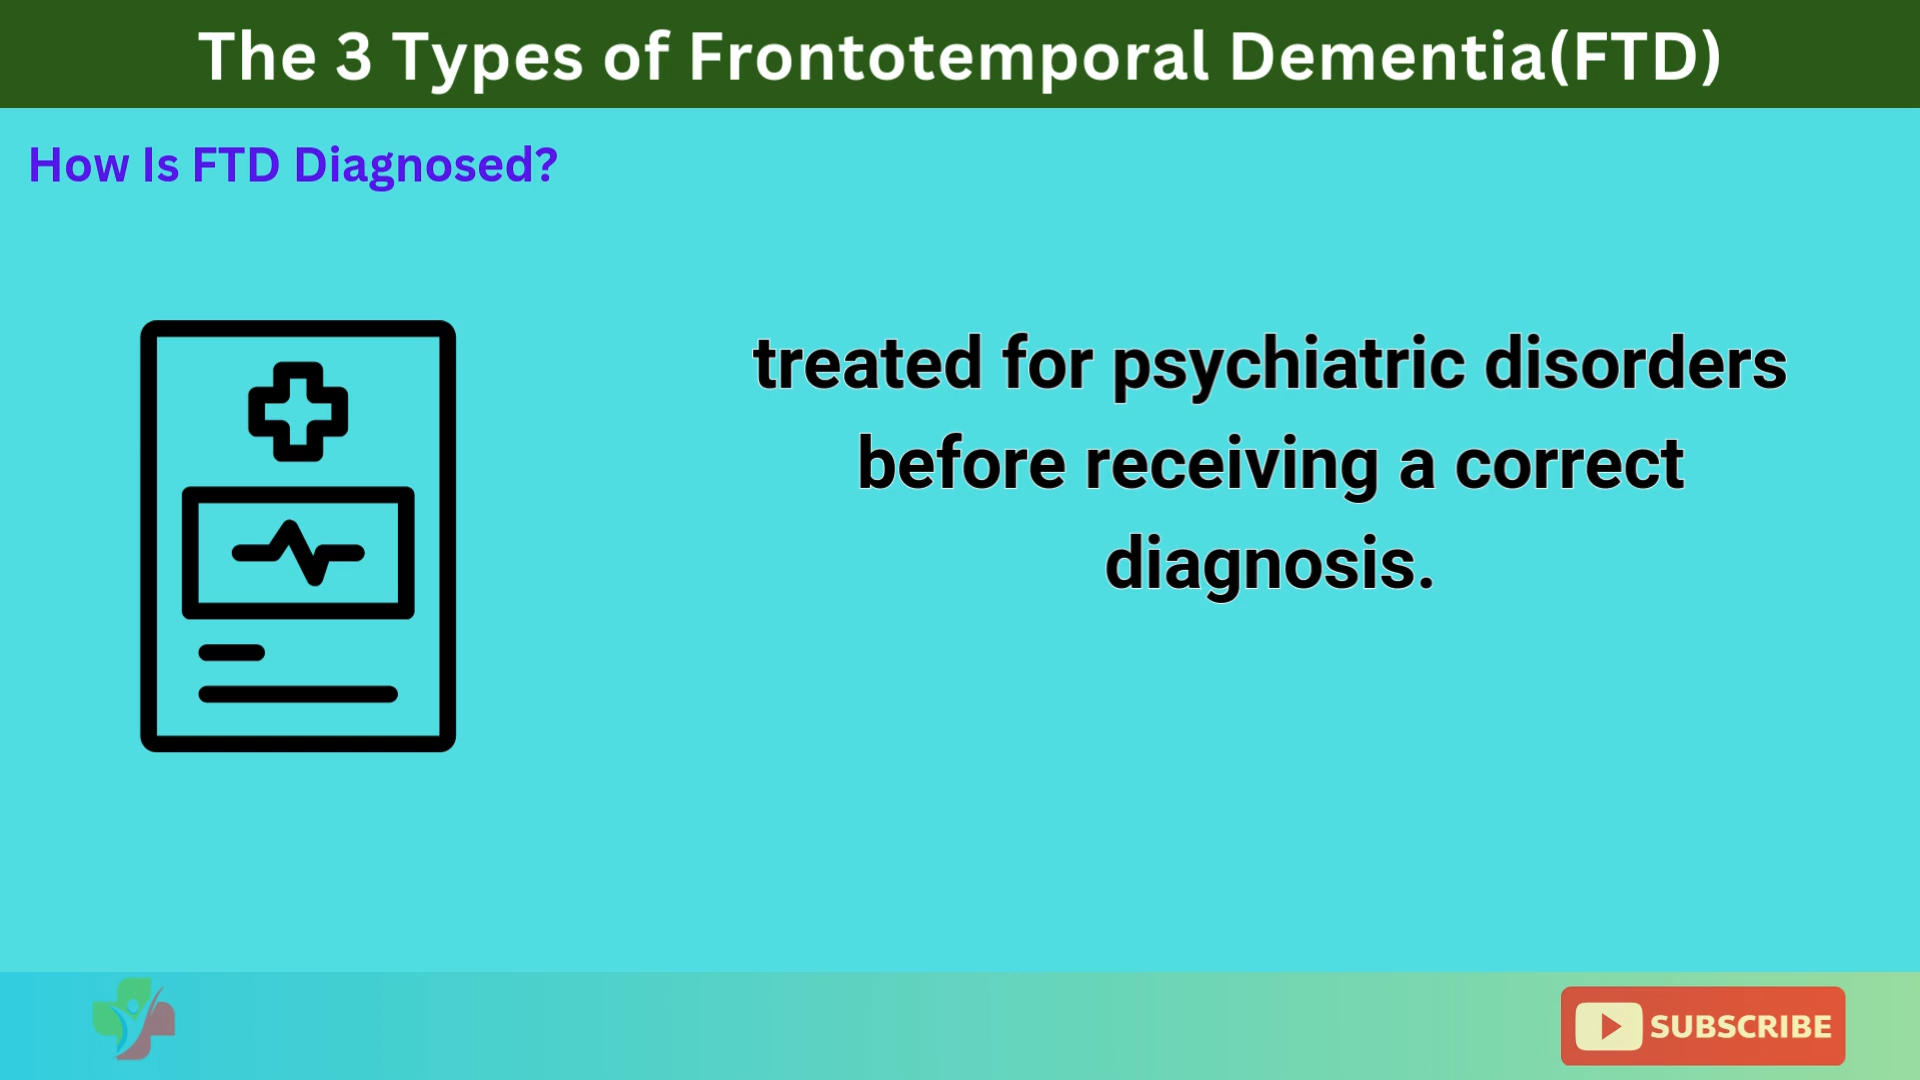 The 3 Types of Frontotemporal Dementia(FTD)
How Is FTD Diagnosed?
treated for psychiatric disorders
before receiving a correct
diagnosis.
SUBSCRIBE